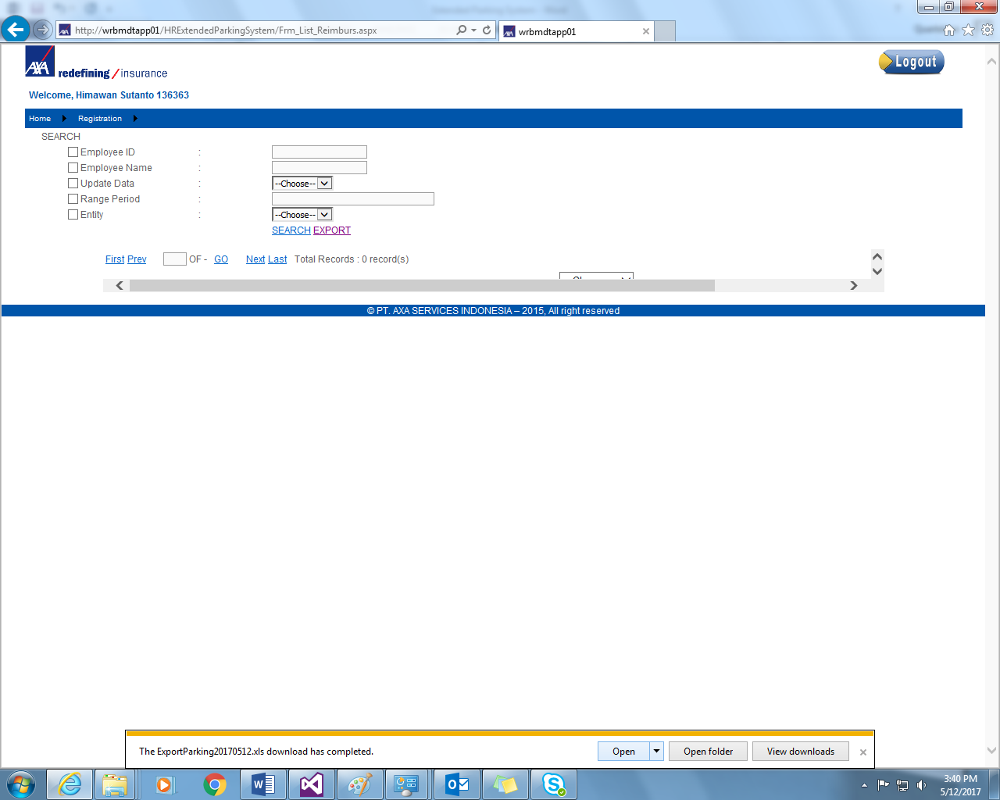 http://wrbmdtapp01/HRExtendedParkingSystem/Frm_List_Reimburs.aspx
wrbmdtapp01
AXA redefining / insurance
Logout
Welcome, Himawan Sutanto 136363
Home Registration
SEARCH
Employee ID :
Employee Name :
Update Data : --Choose--
Range Period :
Entity : --Choose--
SEARCH EXPORT
First Prev OF - GO Next Last Total Records : 0 record(s)
© PT. AXA SERVICES INDONESIA – 2015, All right reserved
The ExportParking20170512.xls download has completed.
Open
Open folder
View downloads
3:40 PM
5/12/2017